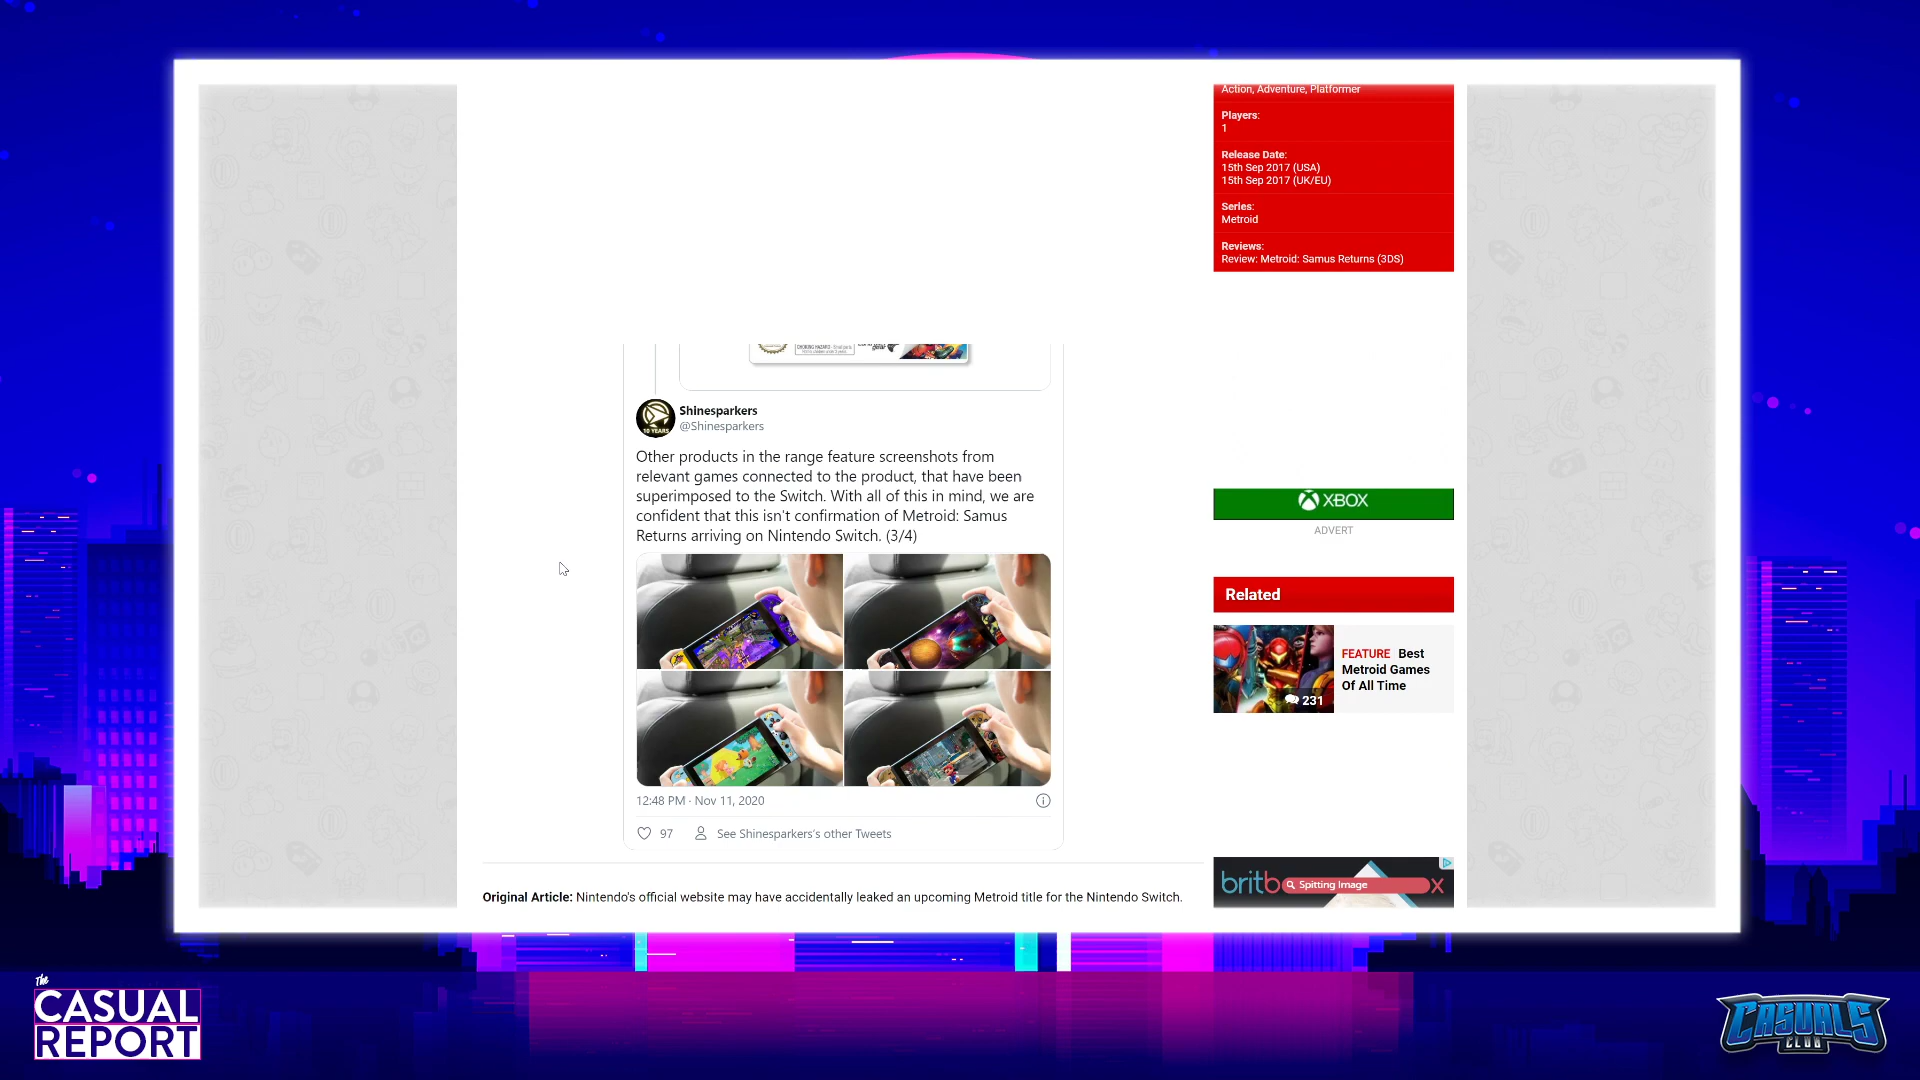 Action, Adventure, Platformer
Players:
1
Release Date:
15th Sep 2017 (USA)
15th Sep 2017 (UK/EU)
Series:
Metroid
Reviews:
Review: Metroid: Samus Returns (3DS)
Shinesparkers
@Shinesparkers
10 YEARS
Other products in the range feature screenshots from
relevant games connected to the product, that have been
superimposed to the Switch. With all of this in mind, we are
confident that this isn't confirmation of Metroid: Samus
Returns arriving on Nintendo Switch. (3/4)
12:48 PM · Nov 11, 2020
97
See Shinesparkers's other Tweets
Original Article: Nintendo's official website may have accidentally leaked an upcoming Metroid title for the Nintendo Switch.
XBOX
ADVERT
Related
FEATURE Best
Metroid Games
Of All Time
231
britb
Spitting Image
X
The
CASUAL
REPORT
CASUALS
CLUB